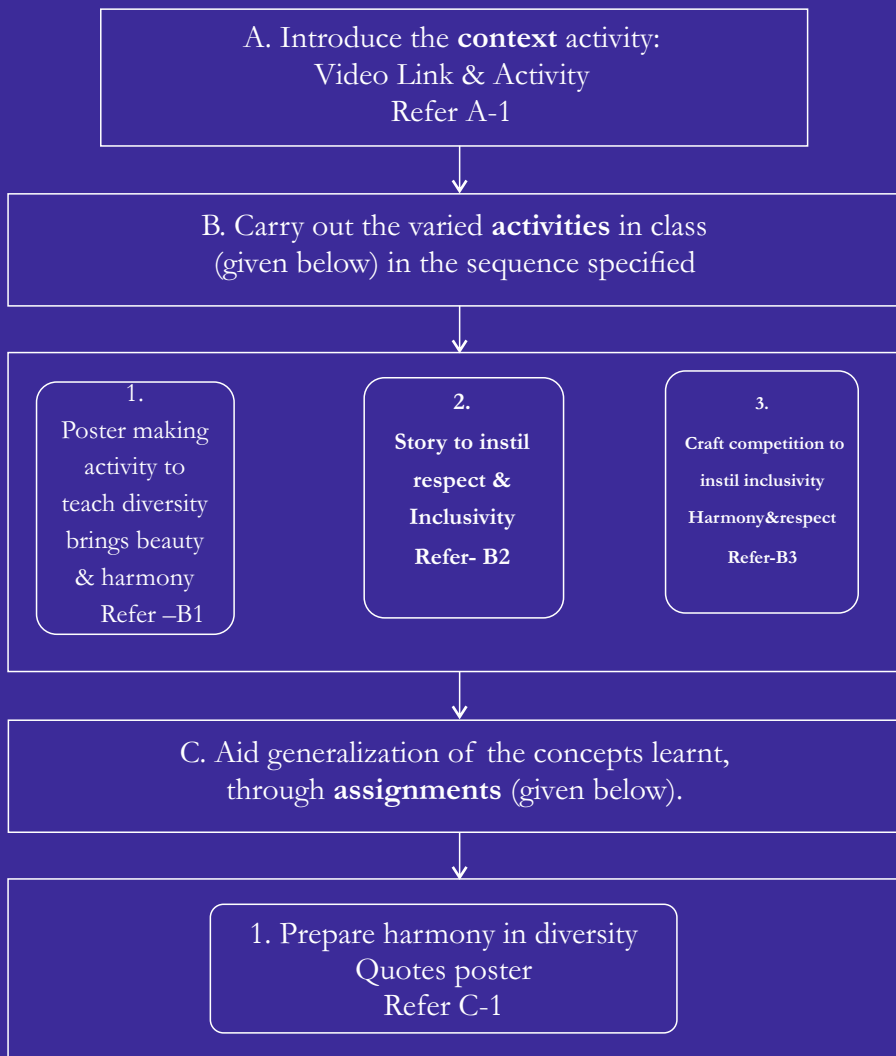 A. Introduce the context activity:
Video Link & Activity
Refer A-1
B. Carry out the varied activities in class
(given below) in the sequence specified
1.
Poster making
activity to
teach diversity
brings beauty
& harmony
Refer –B1
2.
Story to instil
respect &
Inclusivity
Refer- B2
3.
Craft competition to
instil inclusivity
Harmony&respect
Refer-B3
C. Aid generalization of the concepts learnt,
through assignments (given below).
1. Prepare harmony in diversity
Quotes poster
Refer C-1